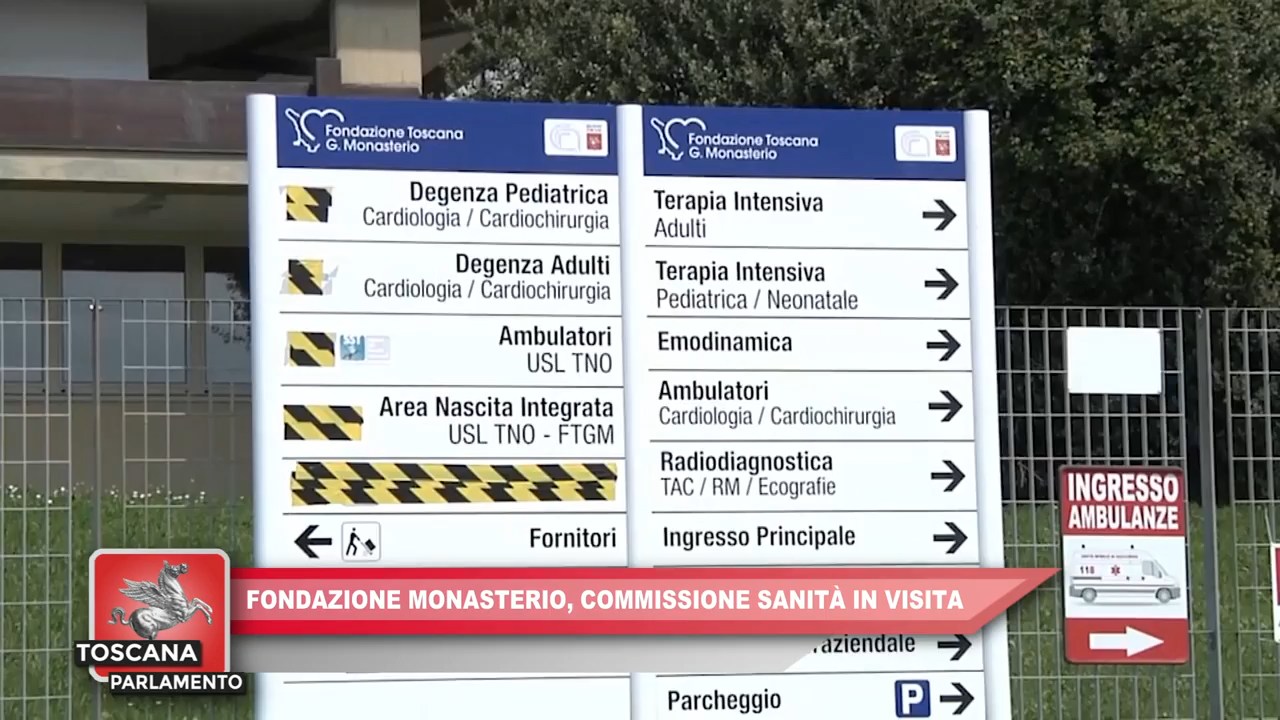 Fondazione Toscana
G. Monasterio
Degenza Pediatrica
Cardiologia / Cardiochirurgia
Degenza Adulti
Cardiologia / Cardiochirurgia
SST
Ambulatori
USL TNO
Area Nascita Integrata
USL TNO - FTGM
Fornitori
Fondazione Toscana
G. Monasterio
Terapia Intensiva
Adulti
Terapia Intensiva
Pediatrica / Neonatale
Emodinamica
Ambulatori
Cardiologia / Cardiochirurgia
Radiodiagnostica
TAC / RM / Ecografie
Ingresso Principale
aziendale
Parcheggio P
INGRESSO
AMBULANZE
118
FONDAZIONE MONASTERIO, COMMISSIONE SANITÀ IN VISITA
TOSCANA
PARLAMENTO